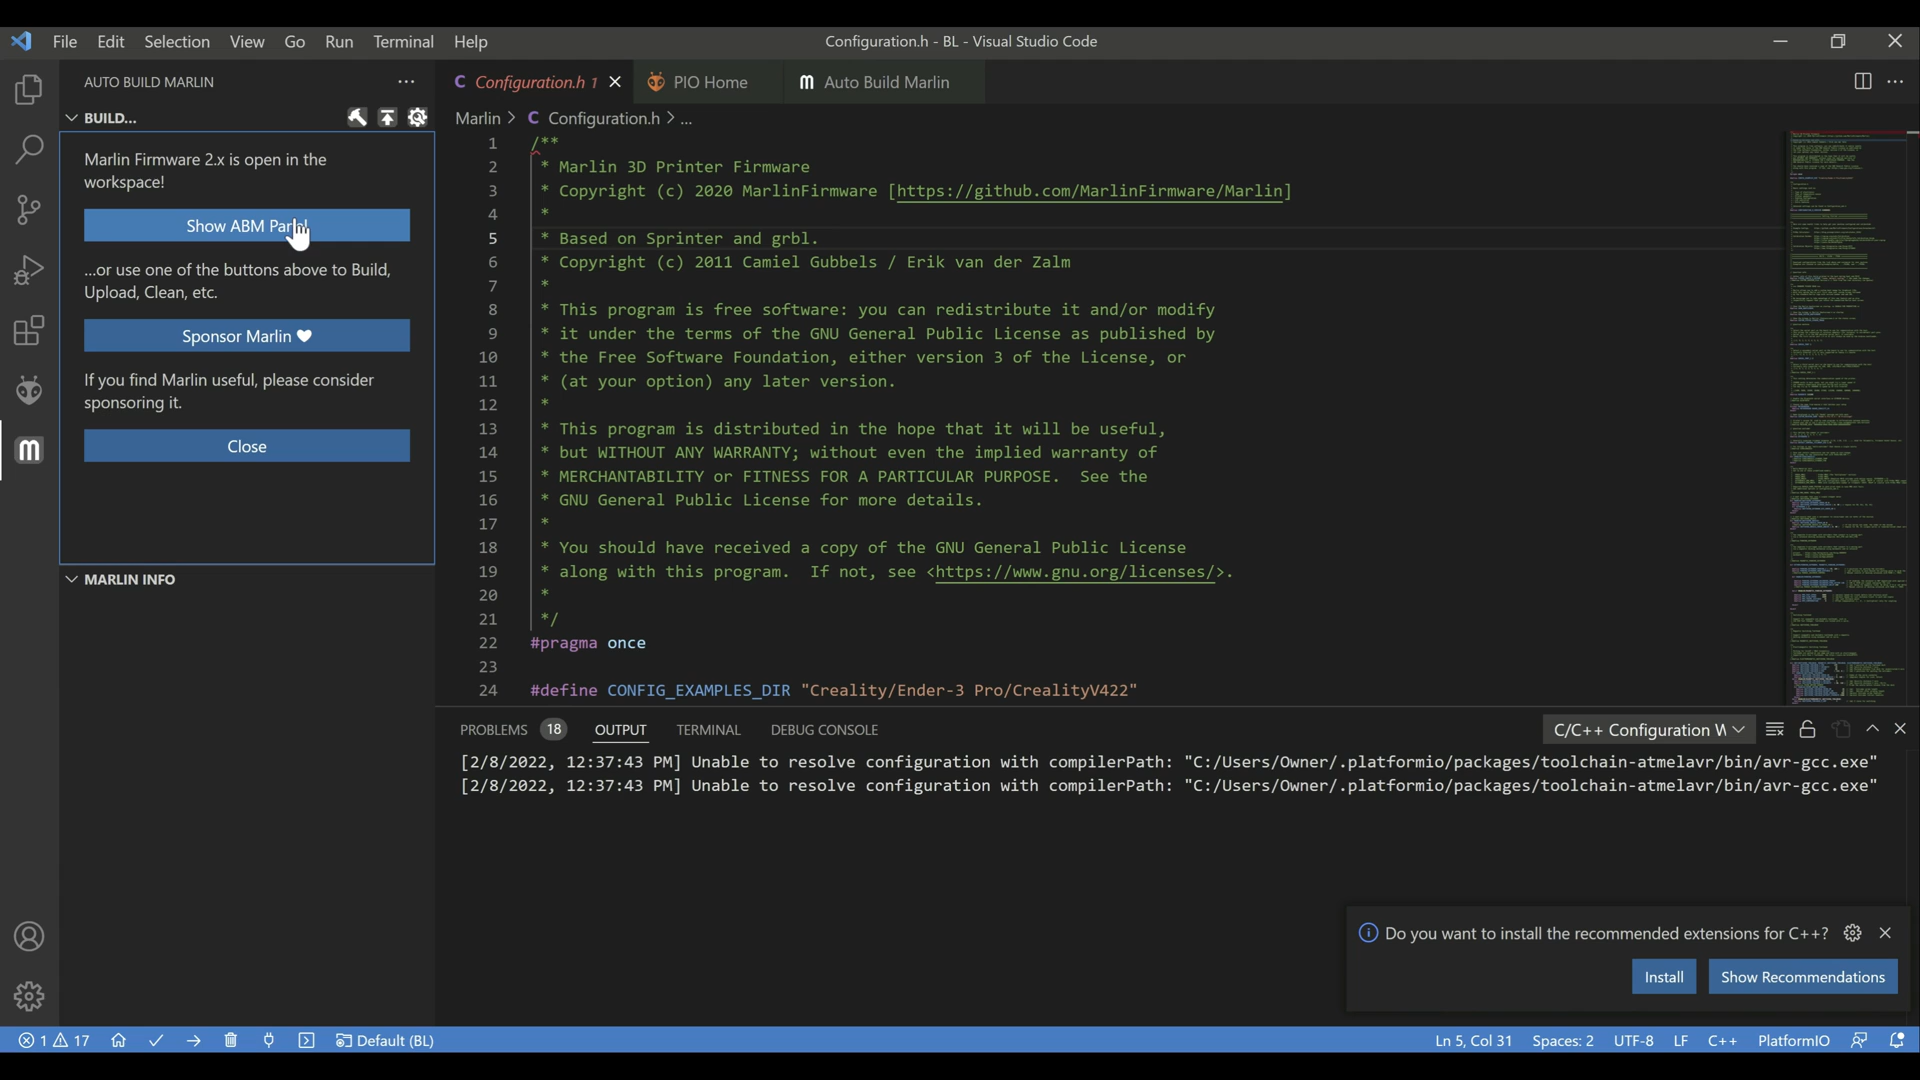 File Edit Selection View Go Run Terminal Help
Configuration.h - BL - Visual Studio Code
AUTO BUILD MARLIN
BUILD...
Marlin Firmware 2.x is open in the
workspace!
Show ABM Panel
...or use one of the buttons above to Build,
Upload, Clean, etc.
Sponsor Marlin ♥
If you find Marlin useful, please consider
sponsoring it.
Close
MARLIN INFO
C Configuration.h 1
PIO Home
m Auto Build Marlin
Marlin > C Configuration.h > ...
1 /**
2 * Marlin 3D Printer Firmware
3 * Copyright (c) 2020 MarlinFirmware [https://github.com/MarlinFirmware/Marlin]
4 *
5 * Based on Sprinter and grbl.
6 * Copyright (c) 2011 Camiel Gubbels / Erik van der Zalm
7 *
8 * This program is free software: you can redistribute it and/or modify
9 * it under the terms of the GNU General Public License as published by
10 * the Free Software Foundation, either version 3 of the License, or
11 * (at your option) any later version.
12 *
13 * This program is distributed in the hope that it will be useful,
14 * but WITHOUT ANY WARRANTY; without even the implied warranty of
15 * MERCHANTABILITY or FITNESS FOR A PARTICULAR PURPOSE.  See the
16 * GNU General Public License for more details.
17 *
18 * You should have received a copy of the GNU General Public License
19 * along with this program.  If not, see <https://www.gnu.org/licenses/>.
20 *
21 */
22 #pragma once
23
24 #define CONFIG_EXAMPLES_DIR "Creality/Ender-3 Pro/CrealityV422"
PROBLEMS 18 OUTPUT TERMINAL DEBUG CONSOLE
C/C++ Configuration W
[2/8/2022, 12:37:43 PM] Unable to resolve configuration with compilerPath: "C:/Users/Owner/.platformio/packages/toolchain-atmelavr/bin/avr-gcc.exe"
[2/8/2022, 12:37:43 PM] Unable to resolve configuration with compilerPath: "C:/Users/Owner/.platformio/packages/toolchain-atmelavr/bin/avr-gcc.exe"
Do you want to install the recommended extensions for C++?
Install
Show Recommendations
1 17 Default (BL) Ln 5, Col 31 Spaces: 2 UTF-8 LF C++ PlatformIO